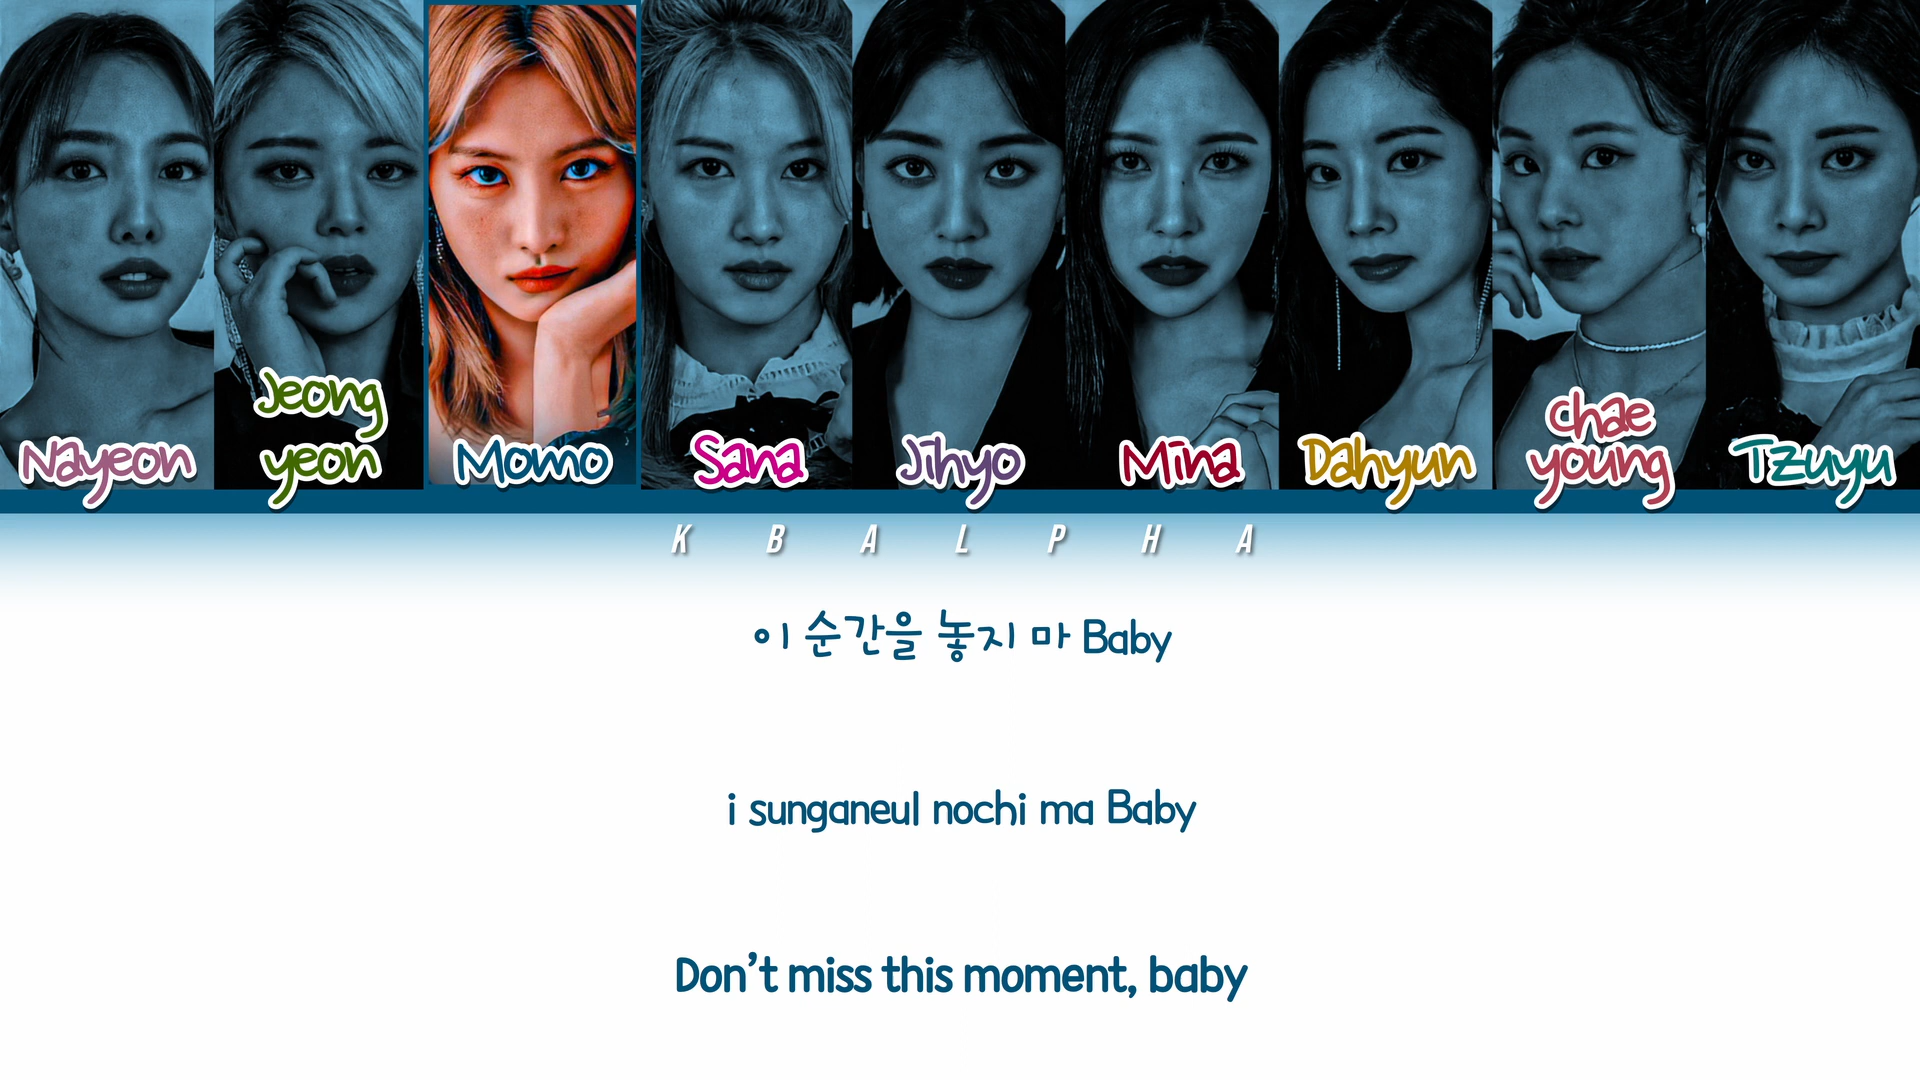 Nayeon
Jeong
yeon
Momo
Sana
Jihyo
Mina
Dahyun
Chae
young
Tzuyu
K B A L P H A
이 순간을 놓지 마 Baby
i sunganeul nochi ma Baby
Don't miss this moment, baby